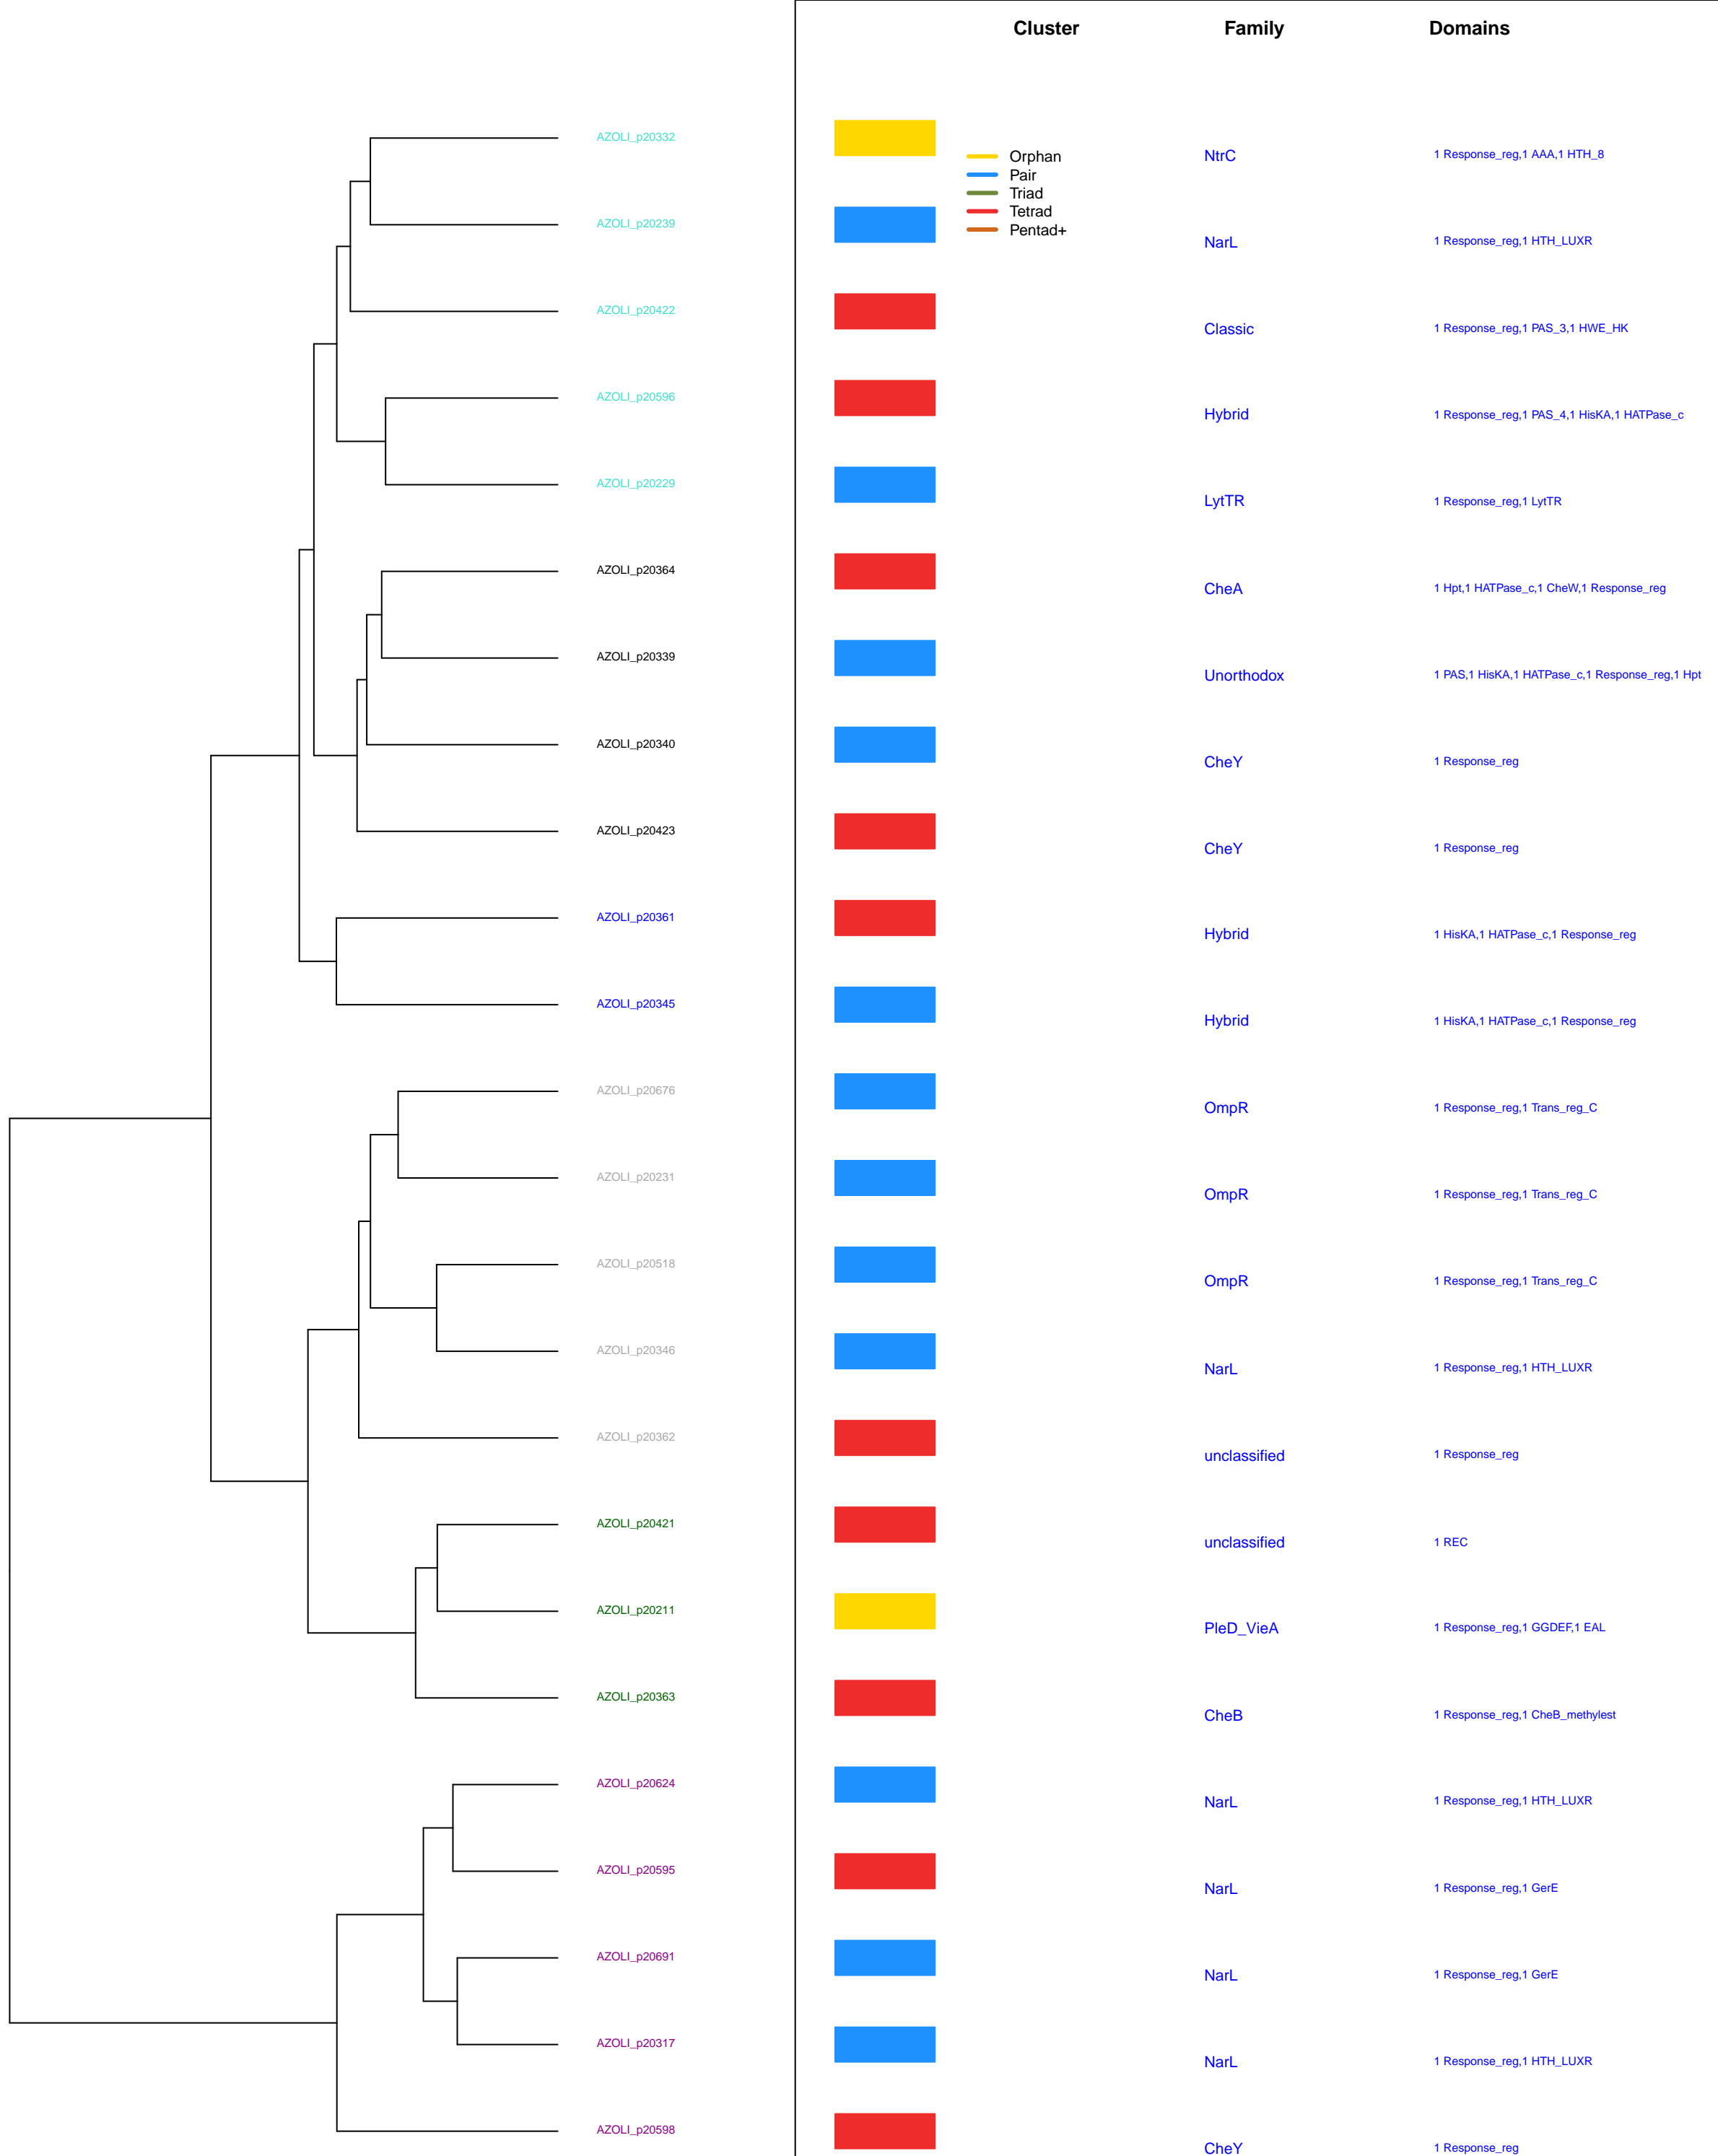 Cluster Family Domains
AZOLI_p20332
Orphan
NtrC 1 Response_reg,1 AAA,1 HTH_8
Pair
Triad
Tetrad
AZOLI_p20239
Pentad+
NarL 1 Response_reg,1 HTH_LUXR
AZOLI_p20422
Classic 1 Response_reg,1 PAS_3,1 HWE_HK
AZOLI_p20596
Hybrid 1 Response_reg,1 PAS_4,1 HisKA,1 HATPase_c
AZOLI_p20229
LytTR 1 Response_reg,1 LytTR
AZOLI_p20364
CheA 1 Hpt,1 HATPase_c,1 CheW,1 Response_reg
AZOLI_p20339
Unorthodox 1 PAS,1 HisKA,1 HATPase_c,1 Response_reg,1 Hpt
AZOLI_p20340
CheY 1 Response_reg
AZOLI_p20423
CheY 1 Response_reg
AZOLI_p20361
Hybrid 1 HisKA,1 HATPase_c,1 Response_reg
AZOLI_p20345
Hybrid 1 HisKA,1 HATPase_c,1 Response_reg
AZOLI_p20676
OmpR 1 Response_reg,1 Trans_reg_C
AZOLI_p20231
OmpR 1 Response_reg,1 Trans_reg_C
AZOLI_p20518
OmpR 1 Response_reg,1 Trans_reg_C
AZOLI_p20346
NarL 1 Response_reg,1 HTH_LUXR
AZOLI_p20362
unclassified 1 Response_reg
AZOLI_p20421
unclassified 1 REC
AZOLI_p20211
PleD_VieA 1 Response_reg,1 GGDEF,1 EAL
AZOLI_p20363
CheB 1 Response_reg,1 CheB_methylest
AZOLI_p20624
NarL 1 Response_reg,1 HTH_LUXR
AZOLI_p20595
NarL 1 Response_reg,1 GerE
AZOLI_p20691
NarL 1 Response_reg,1 GerE
AZOLI_p20317
NarL 1 Response_reg,1 HTH_LUXR
AZOLI_p20598
CheY 1 Response_reg